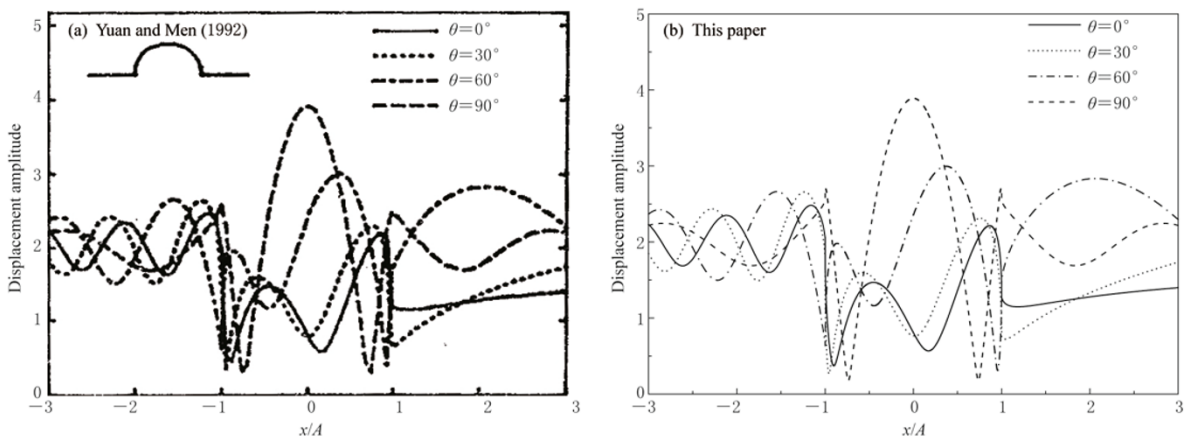 (a) Yuan and Men (1992)
θ=0°
θ=30°
θ=60°
θ=90°
Displacement amplitude
5
4
3
2
1
0
−3
−2
−1
0
1
2
3
x/A
(b) This paper
θ=0°
θ=30°
θ=60°
θ=90°
Displacement amplitude
5
4
3
2
1
0
−3
−2
−1
0
1
2
3
x/A